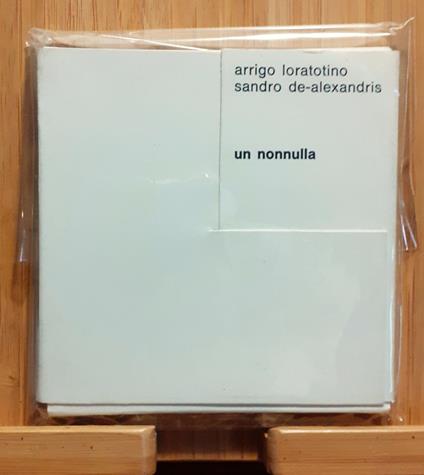 arrigo loratotino
sandro de-alexandris
un nonnulla